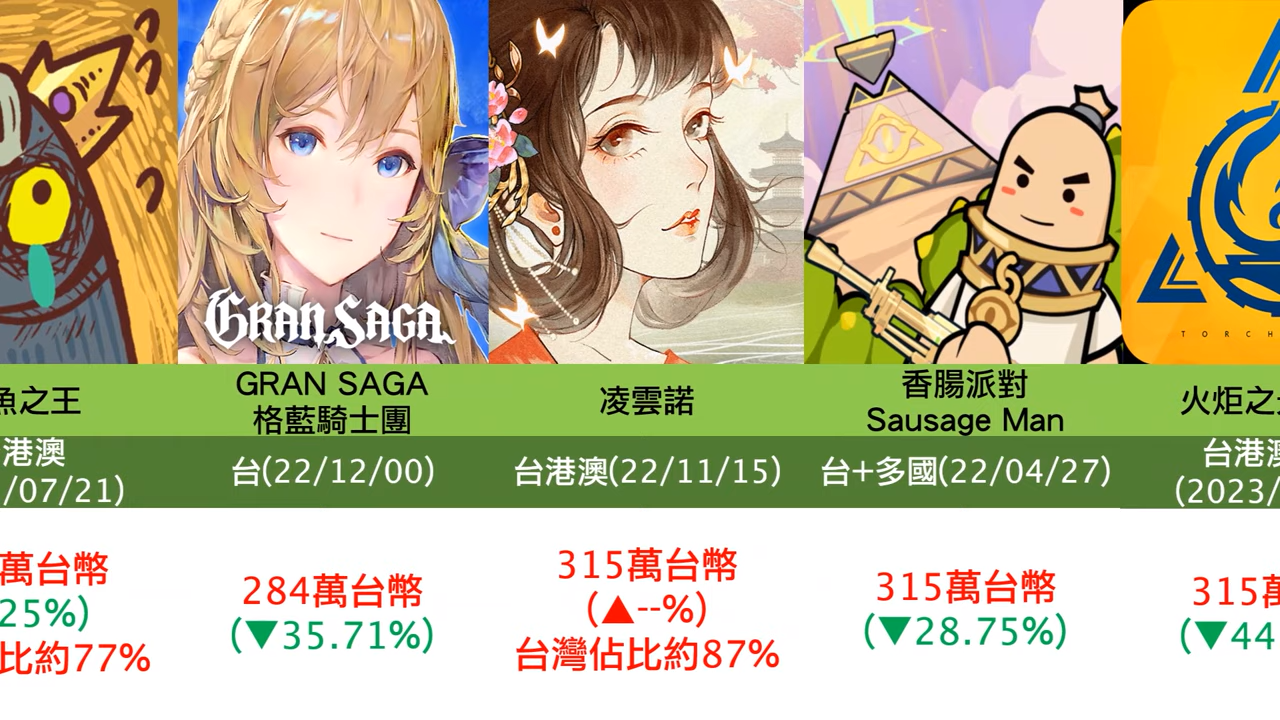 GRAN SAGA
TORCH
魚之王
GRAN SAGA
格藍騎士團
凌雲諾
香腸派對
Sausage Man
火炬之
港澳
/07/21)
台(22/12/00)
台港澳(22/11/15)
台+多國(22/04/27)
台港澳
(2023/
萬台幣
25%)
比約77%
284萬台幣
(▼35.71%)
315萬台幣
(▲--%)
台灣佔比約87%
315萬台幣
(▼28.75%)
315萬
(▼44